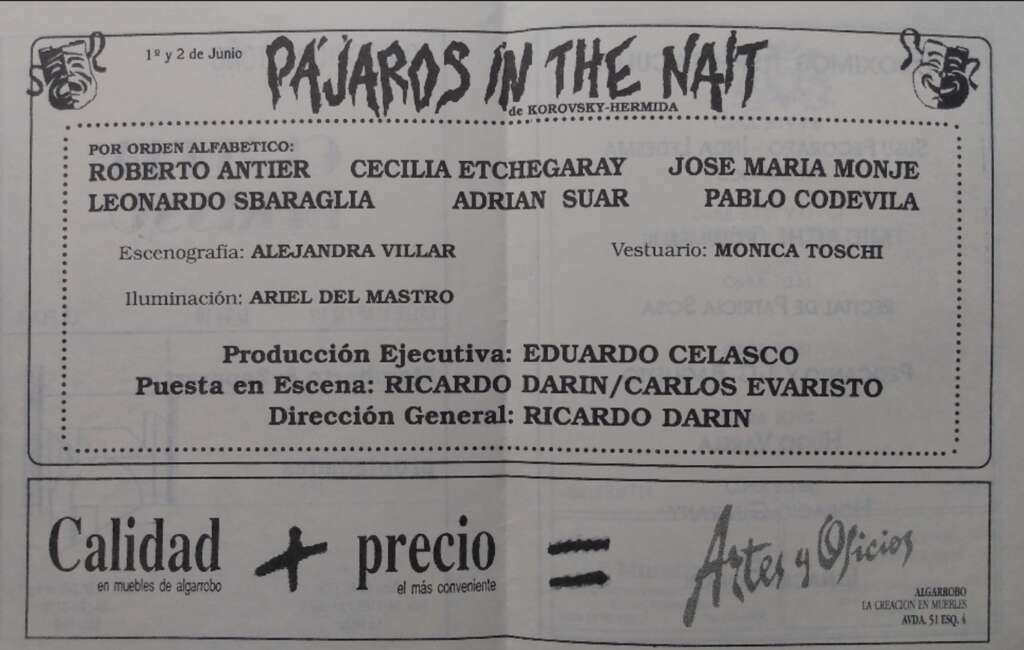 1º y 2 de Junio
PÁJAROS IN THE NAIT
de KOROVSKY-HERMIDA
POR ORDEN ALFABETICO:
ROBERTO ANTIER CECILIA ETCHEGARAY JOSE MARIA MONJE
LEONARDO SBARAGLIA ADRIAN SUAR PABLO CODEVILA
Escenografía: ALEJANDRA VILLAR Vestuario: MONICA TOSCHI
Iluminación: ARIEL DEL MASTRO
Producción Ejecutiva: EDUARDO CELASCO
Puesta en Escena: RICARDO DARIN/CARLOS EVARISTO
Dirección General: RICARDO DARIN
Calidad + precio = Artes y Oficios
en muebles de algarrobo el más conveniente
ALGARROBO
LA CREACION EN MUEBLES
AVDA. 51 ESQ. 4